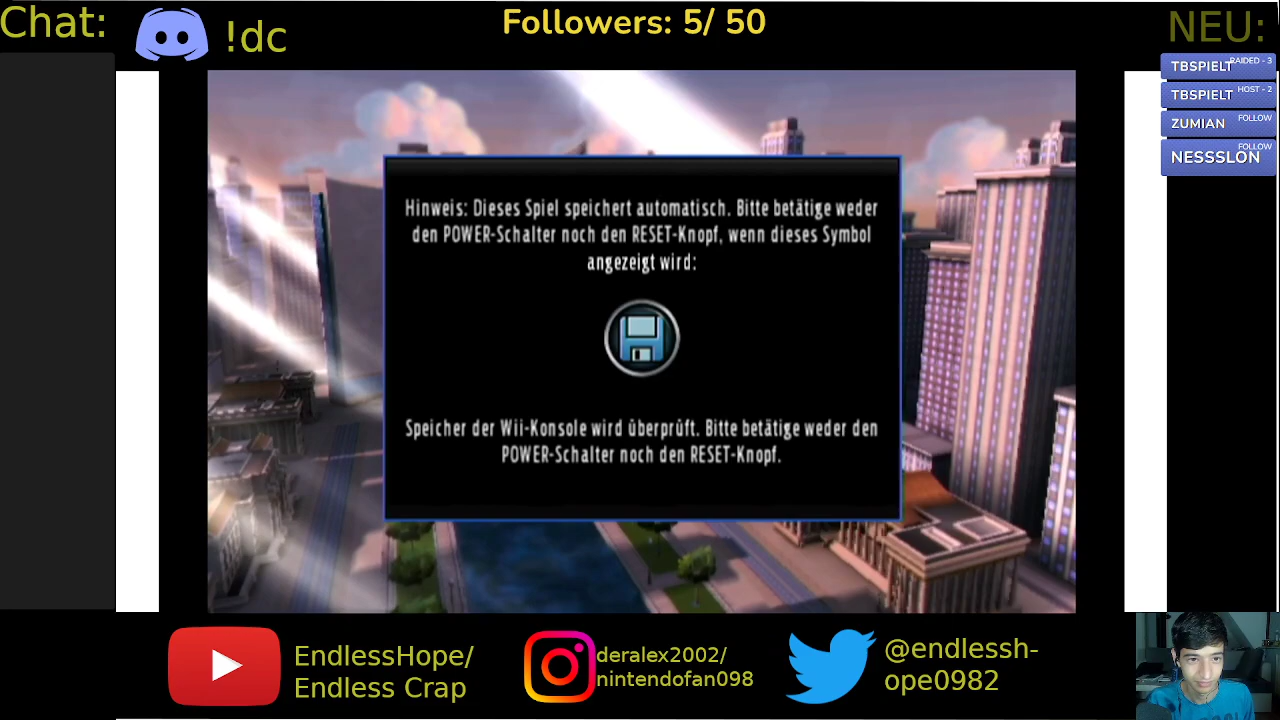 Chat:
!dc
Followers: 5/ 50
NEU:
TBSPIELT RAIDED - 3
TBSPIELT HOST - 2
ZUMIAN FOLLOW
NESSSLON FOLLOW
Hinweis: Dieses Spiel speichert automatisch. Bitte betätige weder
den POWER-Schalter noch den RESET-Knopf, wenn dieses Symbol
angezeigt wird:
Speicher der Wii-Konsole wird überprüft. Bitte betätige weder den
POWER-Schalter noch den RESET-Knopf.
EndlessHope/
Endless Crap
deralex2002/
nintendofan098
@endlessh-
ope0982